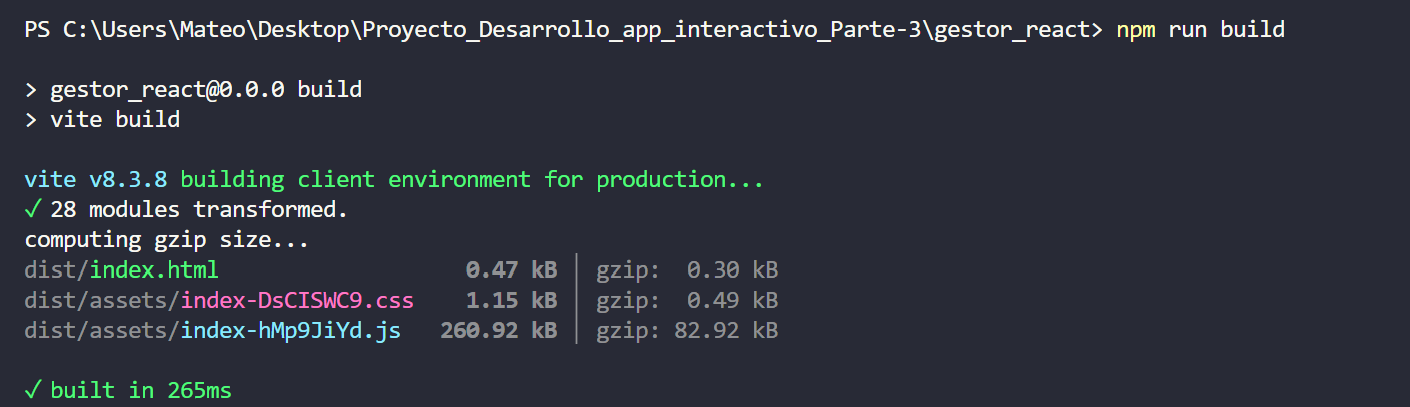 PS C:\Users\Mateo\Desktop\Proyecto_Desarrollo_app_interactivo_Parte-3\gestor_react> npm run build
> gestor_react@0.0.0 build
> vite build
vite v8.3.8 building client environment for production...
✓ 28 modules transformed.
computing gzip size...
dist/index.html 0.47 kB │ gzip: 0.30 kB
dist/assets/index-DsCISWC9.css 1.15 kB │ gzip: 0.49 kB
dist/assets/index-hMp9JiYd.js 260.92 kB │ gzip: 82.92 kB
✓ built in 265ms